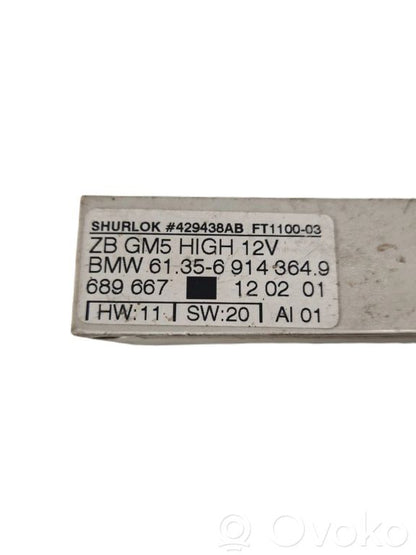 SHURLOK #429438AB FT1100-03
ZB GM5 HIGH 12V
BMW 61.35-6 914 364.9
689 667 12 02 01
HW:11 SW:20 AI 01
Ovoko